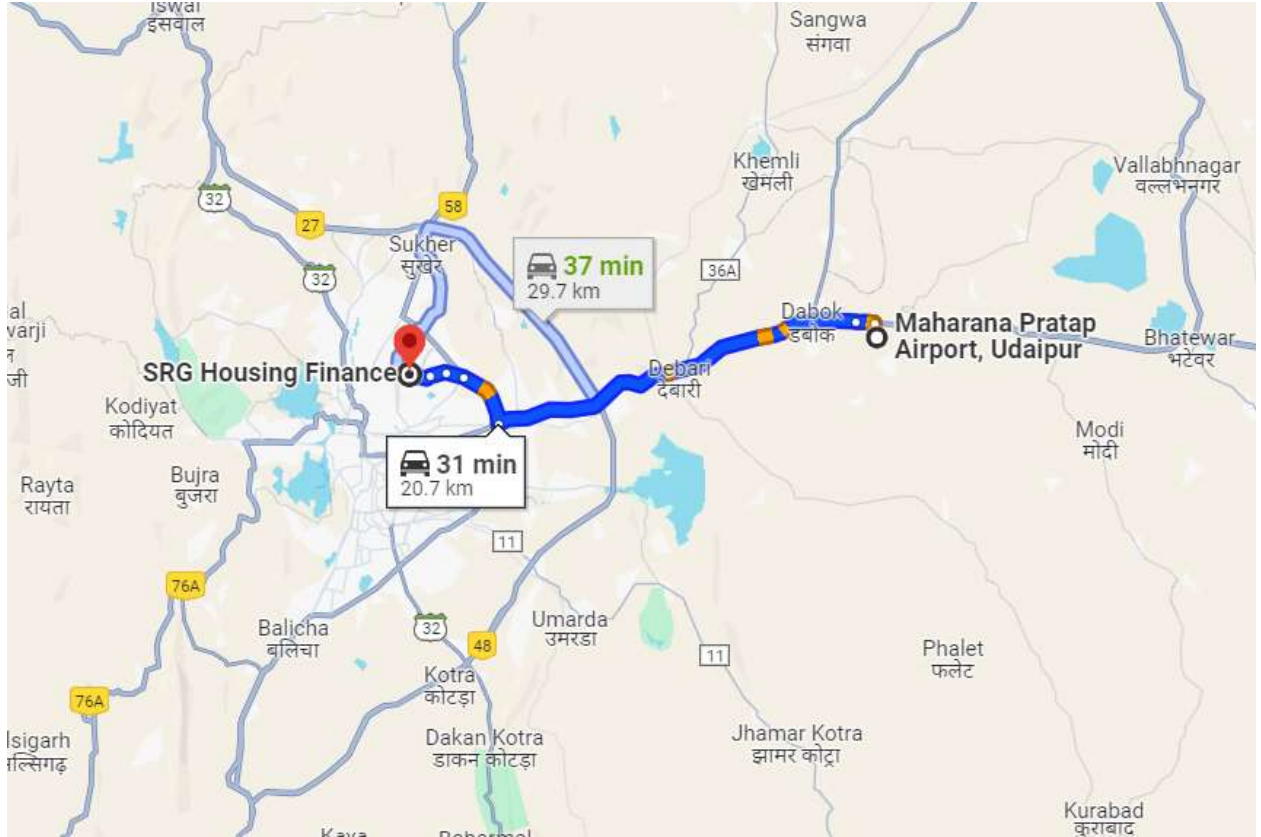 Iswal
इसवाल
Sangwa
संगवा
Khemli
खेमली
Vallabhnagar
वल्लभनगर
32
27
58
Sukher
सुखेर
32
37 min
29.7 km
36A
Dabok
डबोक
Maharana Pratap
Airport, Udaipur
Bhatewar
भटेवर
SRG Housing Finance
Debari
देबारी
Kodiyat
कोदियत
31 min
20.7 km
Modi
मोदी
Rayta
रायता
Bujra
बुजरा
11
76A
Balicha
बलिचा
32
48
Umarda
उमरडा
11
Phalet
फलेट
Kotra
कोटड़ा
76A
Dakan Kotra
डाकन कोटड़ा
Jhamar Kotra
झामर कोट्रा
Kurabad
कुराबाद